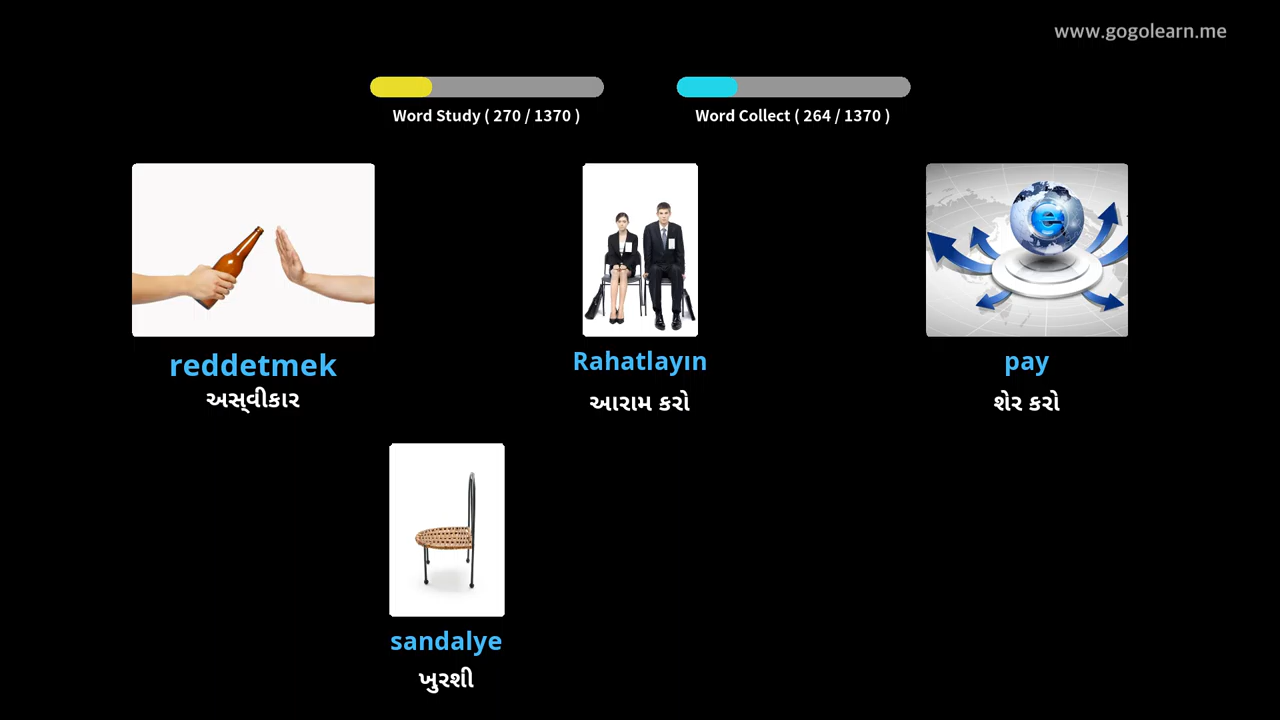 www.gogolearn.me
Word Study ( 270 / 1370 )
Word Collect ( 264 / 1370 )
reddetmek
અસ્વીકાર
Rahatlayın
આરામ કરો
pay
શેર કરો
sandalye
ખુરશી